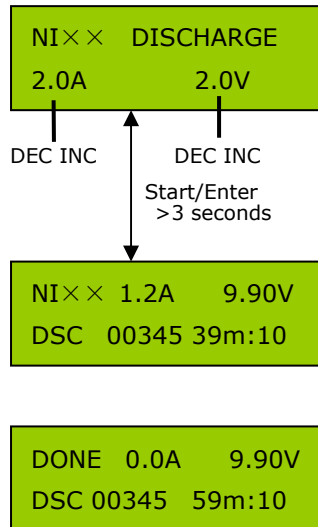 NI×× DISCHARGE
2.0A 2.0V
DEC INC DEC INC
Start/Enter
>3 seconds
NI×× 1.2A 9.90V
DSC 00345 39m:10
DONE 0.0A 9.90V
DSC 00345 59m:10